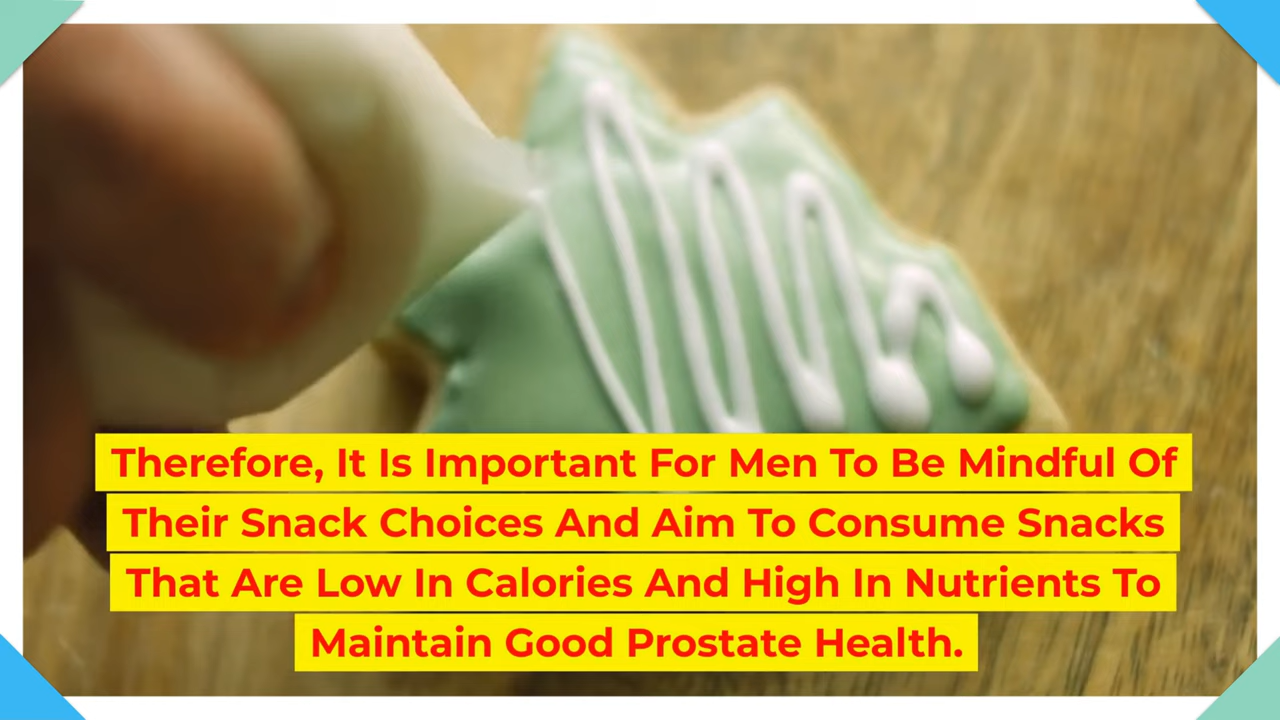 Therefore, It Is Important For Men To Be Mindful Of
Their Snack Choices And Aim To Consume Snacks
That Are Low In Calories And High In Nutrients To
Maintain Good Prostate Health.